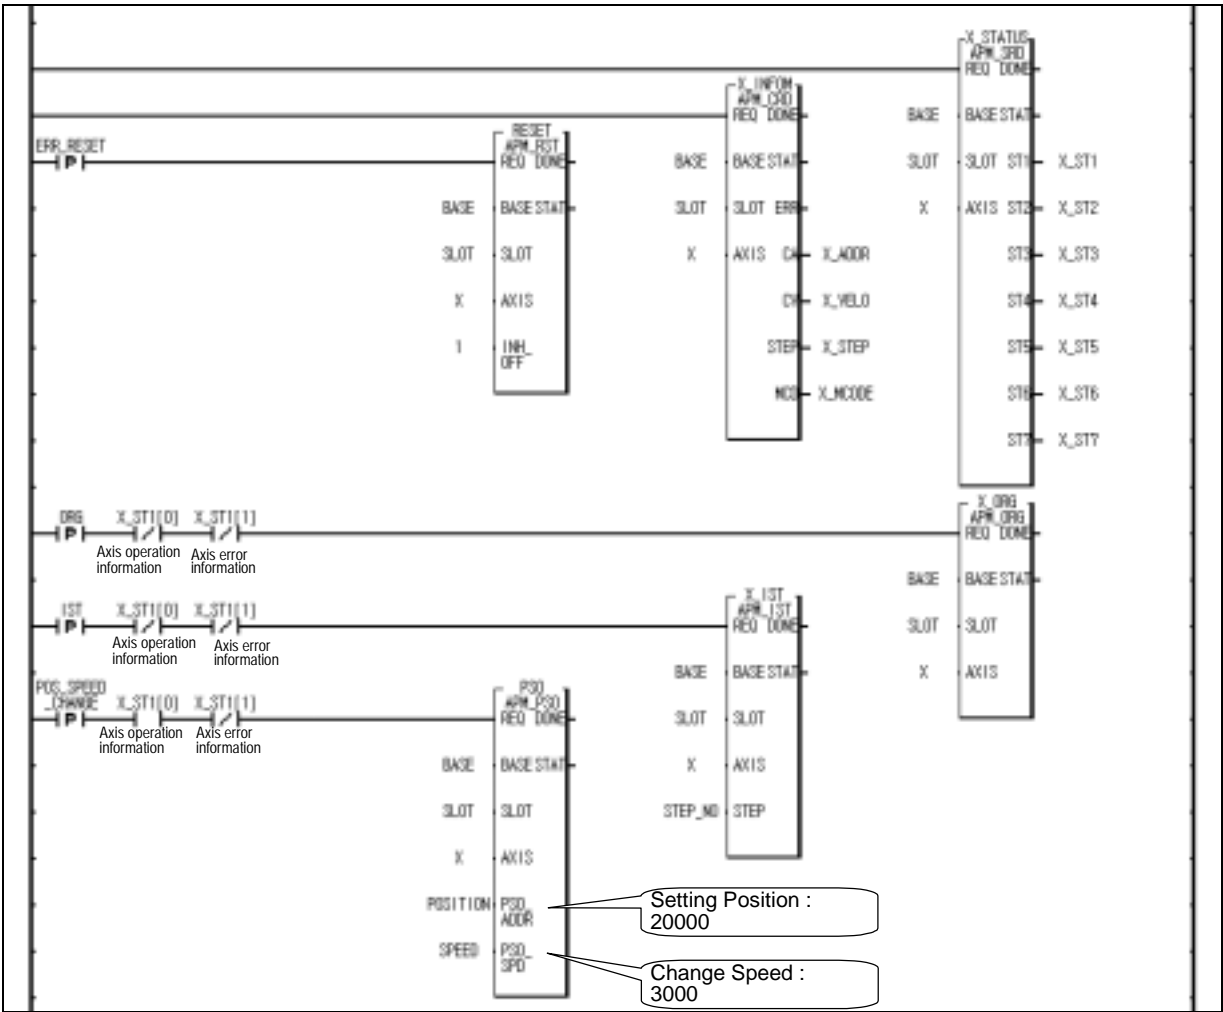 X_STATUS
APM_SRD
REQ DONE
BASE BASE STAT
SLOT SLOT ST1 X_ST1
X AXIS ST2 X_ST2
ST3 X_ST3
ST4 X_ST4
ST5 X_ST5
ST6 X_ST6
ST7 X_ST7
X_INFOM
APM_CRD
REQ DONE
BASE BASE STAT
SLOT SLOT ERR
X AXIS CA X_ADDR
CV X_VELO
STEP X_STEP
MCD X_MCODE
ERR_RESET
P
RESET
APM_RST
REQ DONE
BASE BASE STAT
SLOT SLOT
X AXIS
1 INH_
OFF
ORG X_ST1[0] X_ST1[1]
P
Axis operation
information
Axis error
information
X_ORG
APM_ORG
REQ DONE
BASE BASE STAT
SLOT SLOT
X AXIS
IST X_ST1[0] X_ST1[1]
P
Axis operation
information
Axis error
information
X_IST
APM_IST
REQ DONE
BASE BASE STAT
SLOT SLOT
X AXIS
STEP_NO STEP
POS_SPEED
_CHANGE X_ST1[0] X_ST1[1]
P
Axis operation
information
Axis error
information
PSO
APM_PSO
REQ DONE
BASE BASE STAT
SLOT SLOT
X AXIS
POSITION PSO_
ADDR
SPEED PSO_
SPD
Setting Position :
20000
Change Speed :
3000